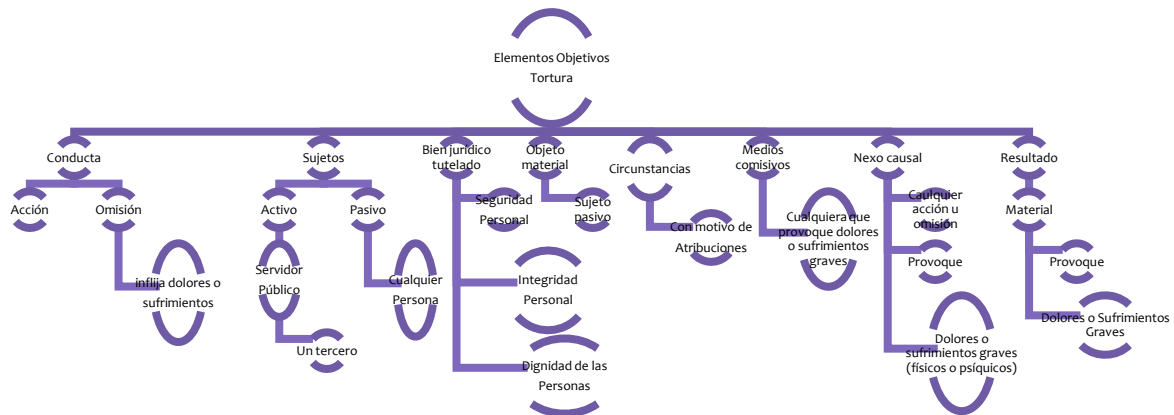 Elementos Objetivos
Tortura
Conducta
Sujetos
Bien jurídico
tutelado
Objeto
material
Circunstancias
Medios
comisivos
Nexo causal
Resultado
Acción
Omisión
inflija dolores o
sufrimientos
Activo
Pasivo
Servidor
Público
Un tercero
Cualquier
Persona
Seguridad
Personal
Integridad
Personal
Dignidad de las
Personas
Sujeto
pasivo
Con motivo de
Atribuciones
Cualquiera que
provoque dolores
o sufrimientos
graves
Caulquier
acción u
omisión
Provoque
Dolores o
sufrimientos graves
(físicos o psíquicos)
Material
Provoque
Dolores o Sufrimientos
Graves